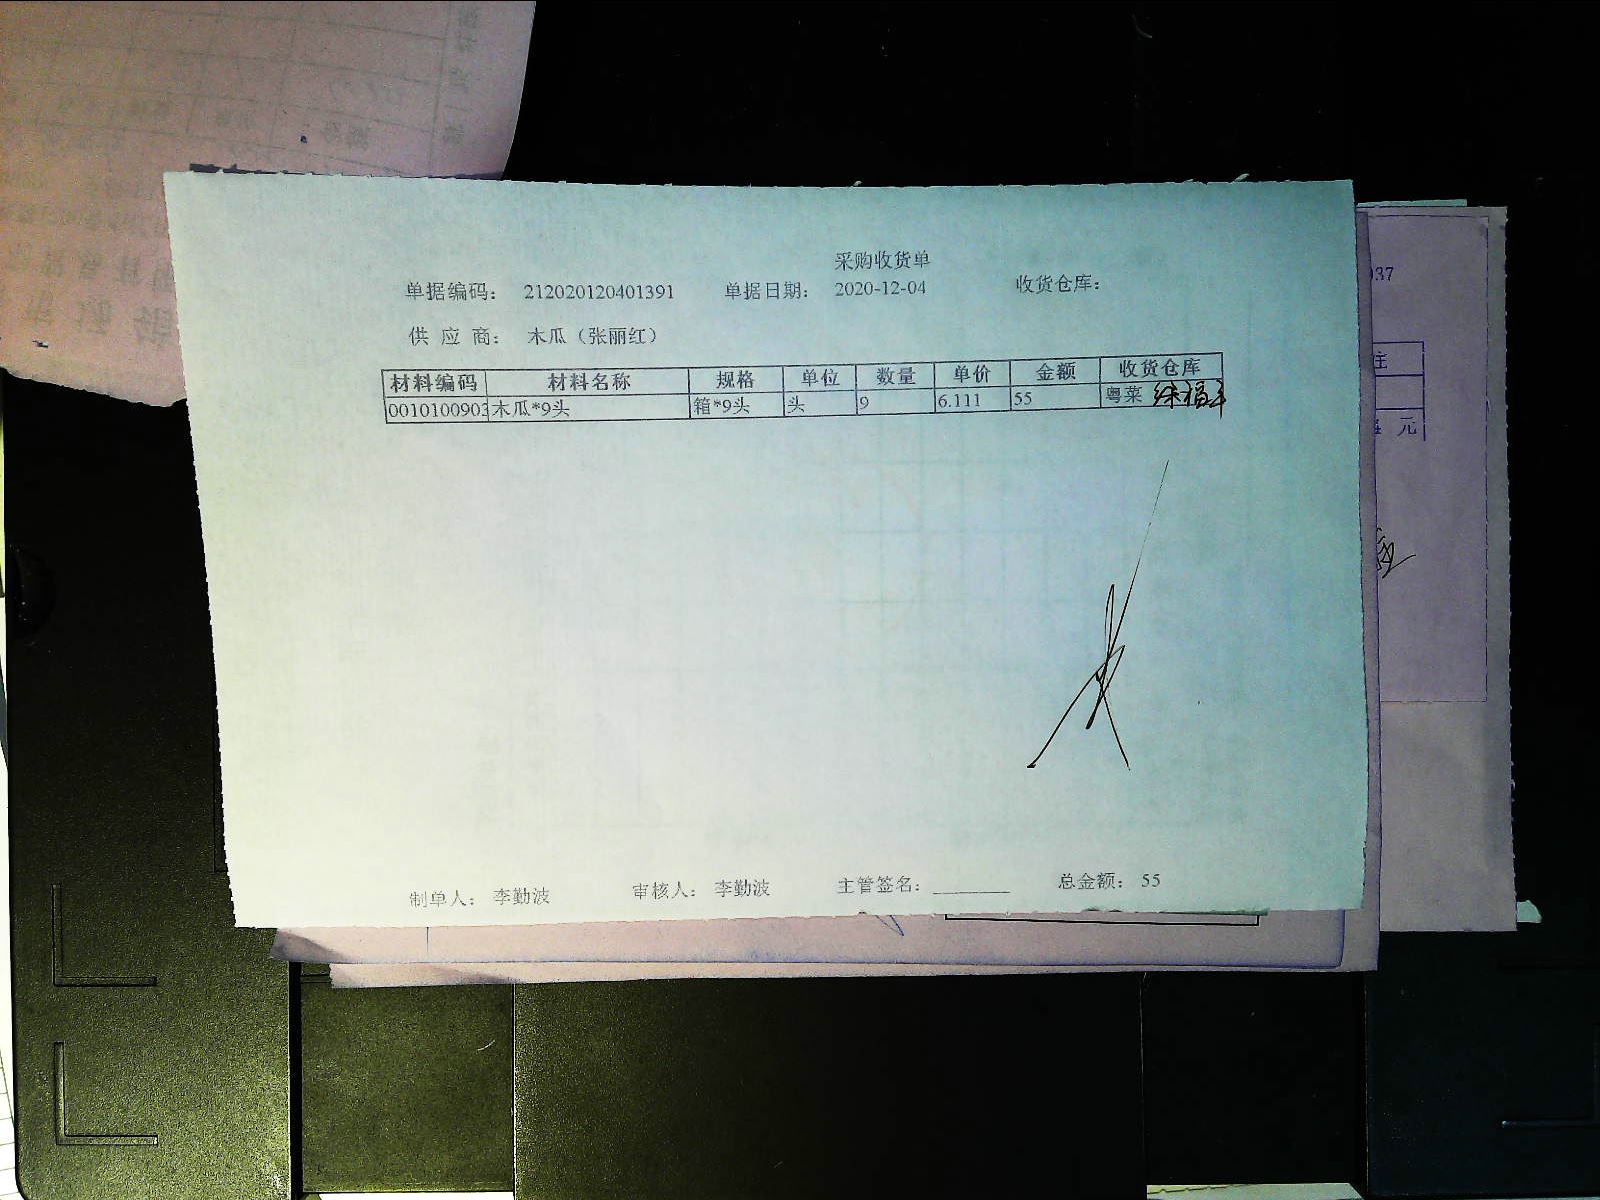 采购收货单
单据编码： 212020120401391 单据日期： 2020-12-04 收货仓库：
供 应 商： 木瓜（张丽红）
材料编码 材料名称 规格 单位 数量 单价 金额 收货仓库
0010100903 木瓜*9头 箱*9头 头 9 6.111 55 粤菜
制单人： 李勤波 审核人： 李勤波 主管签名： 总金额： 55
037
元